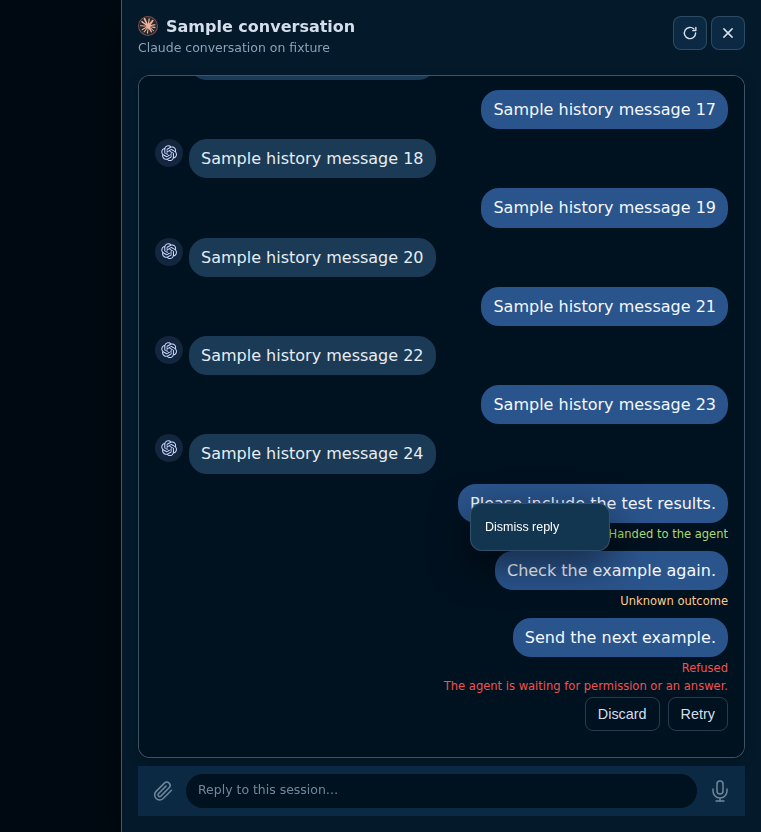 Sample conversation
Claude conversation on fixture
Sample history message 17
Sample history message 18
Sample history message 19
Sample history message 20
Sample history message 21
Sample history message 22
Sample history message 23
Sample history message 24
Please include the test results.
Dismiss reply
Handed to the agent
Check the example again.
Unknown outcome
Send the next example.
Refused
The agent is waiting for permission or an answer.
Discard Retry
Reply to this session...